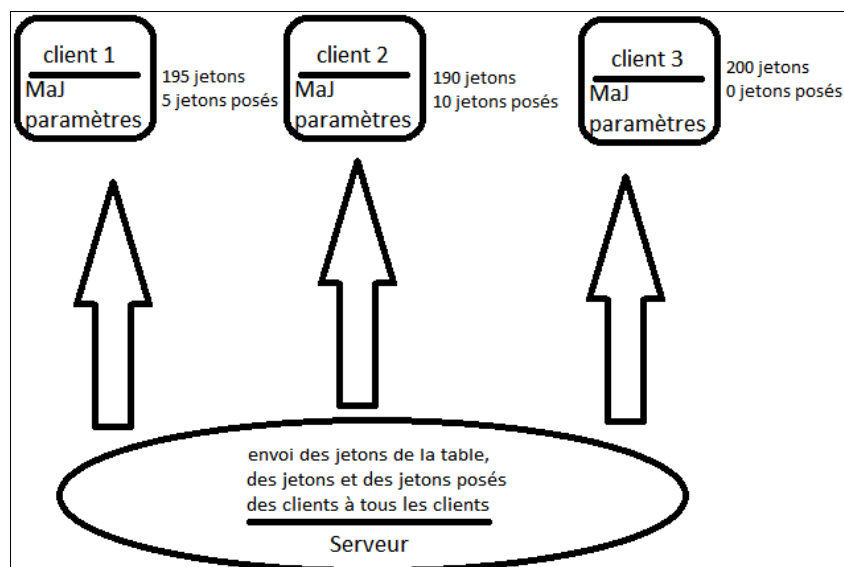 client 1
MaJ
paramètres
195 jetons
5 jetons posés
client 2
MaJ
paramètres
190 jetons
10 jetons posés
client 3
MaJ
paramètres
200 jetons
0 jetons posés
envoi des jetons de la table,
des jetons et des jetons posés
des clients à tous les clients
Serveur